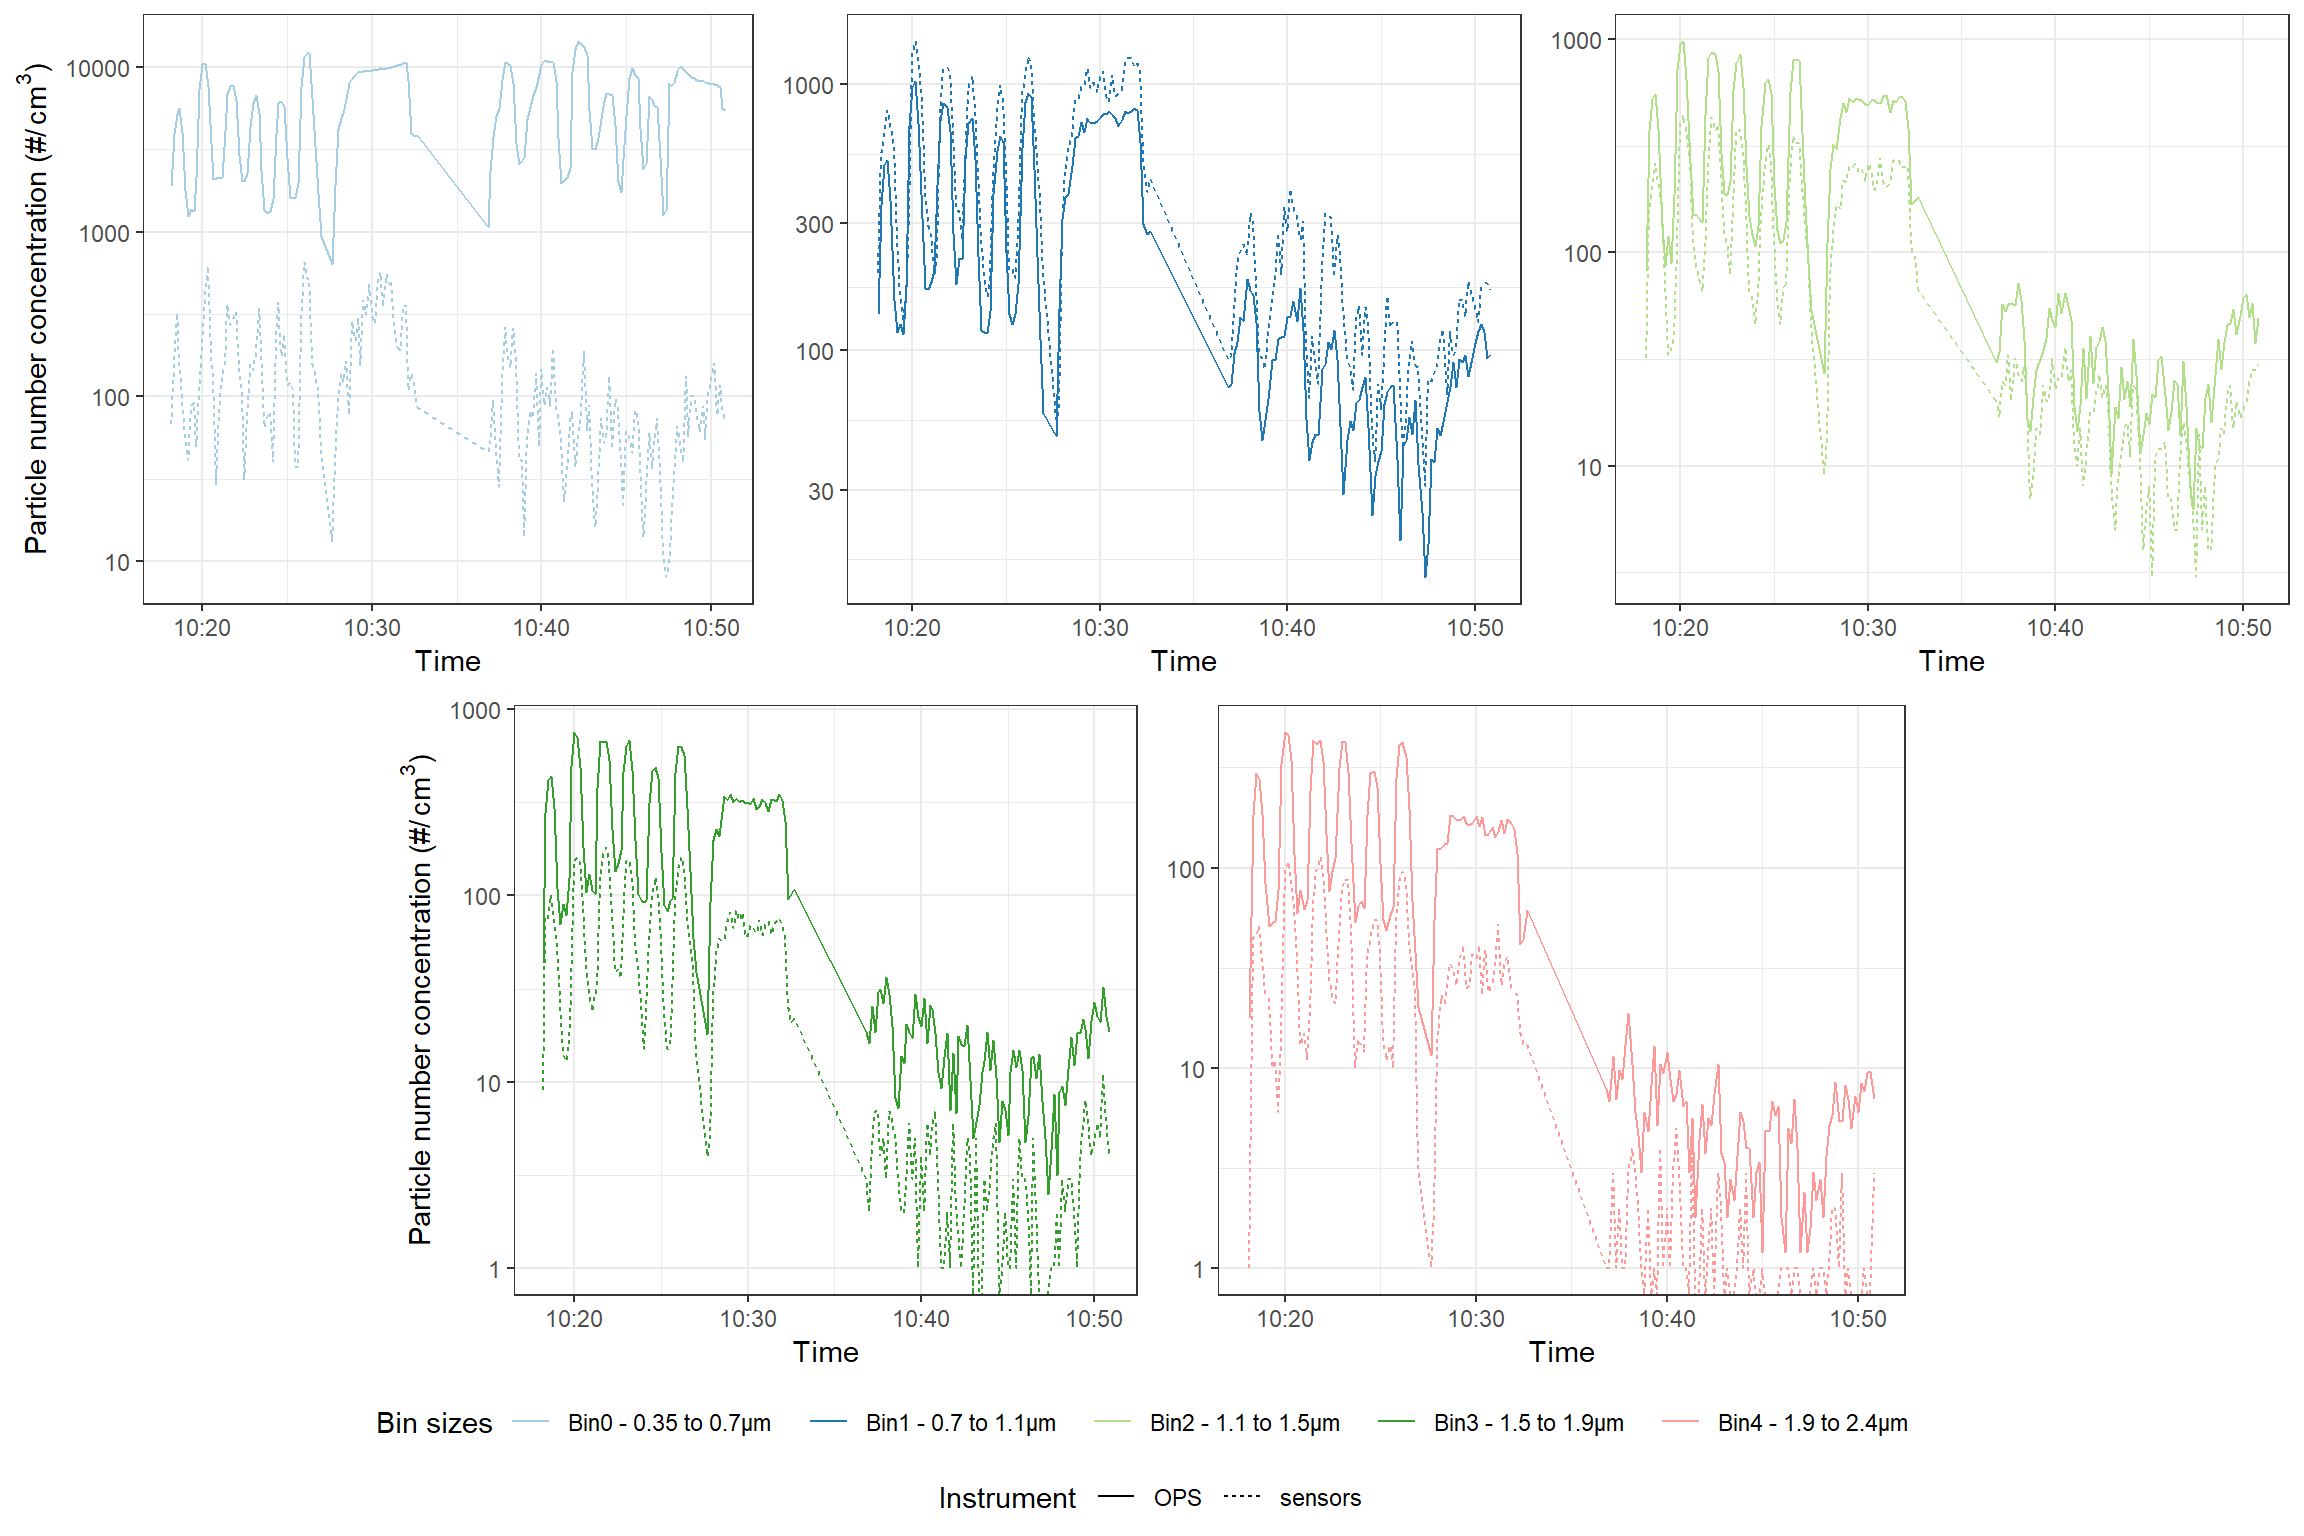 Particle number concentration (#/cm³)
10000
1000
100
10
10:20 10:30 10:40 10:50
Time
1000
300
100
30
10:20 10:30 10:40 10:50
Time
1000
100
10
10:20 10:30 10:40 10:50
Time
Particle number concentration (#/cm³)
1000
100
10
1
10:20 10:30 10:40 10:50
Time
100
10
1
10:20 10:30 10:40 10:50
Time
Bin sizes Bin0 - 0.35 to 0.7µm Bin1 - 0.7 to 1.1µm Bin2 - 1.1 to 1.5µm Bin3 - 1.5 to 1.9µm Bin4 - 1.9 to 2.4µm
Instrument OPS sensors